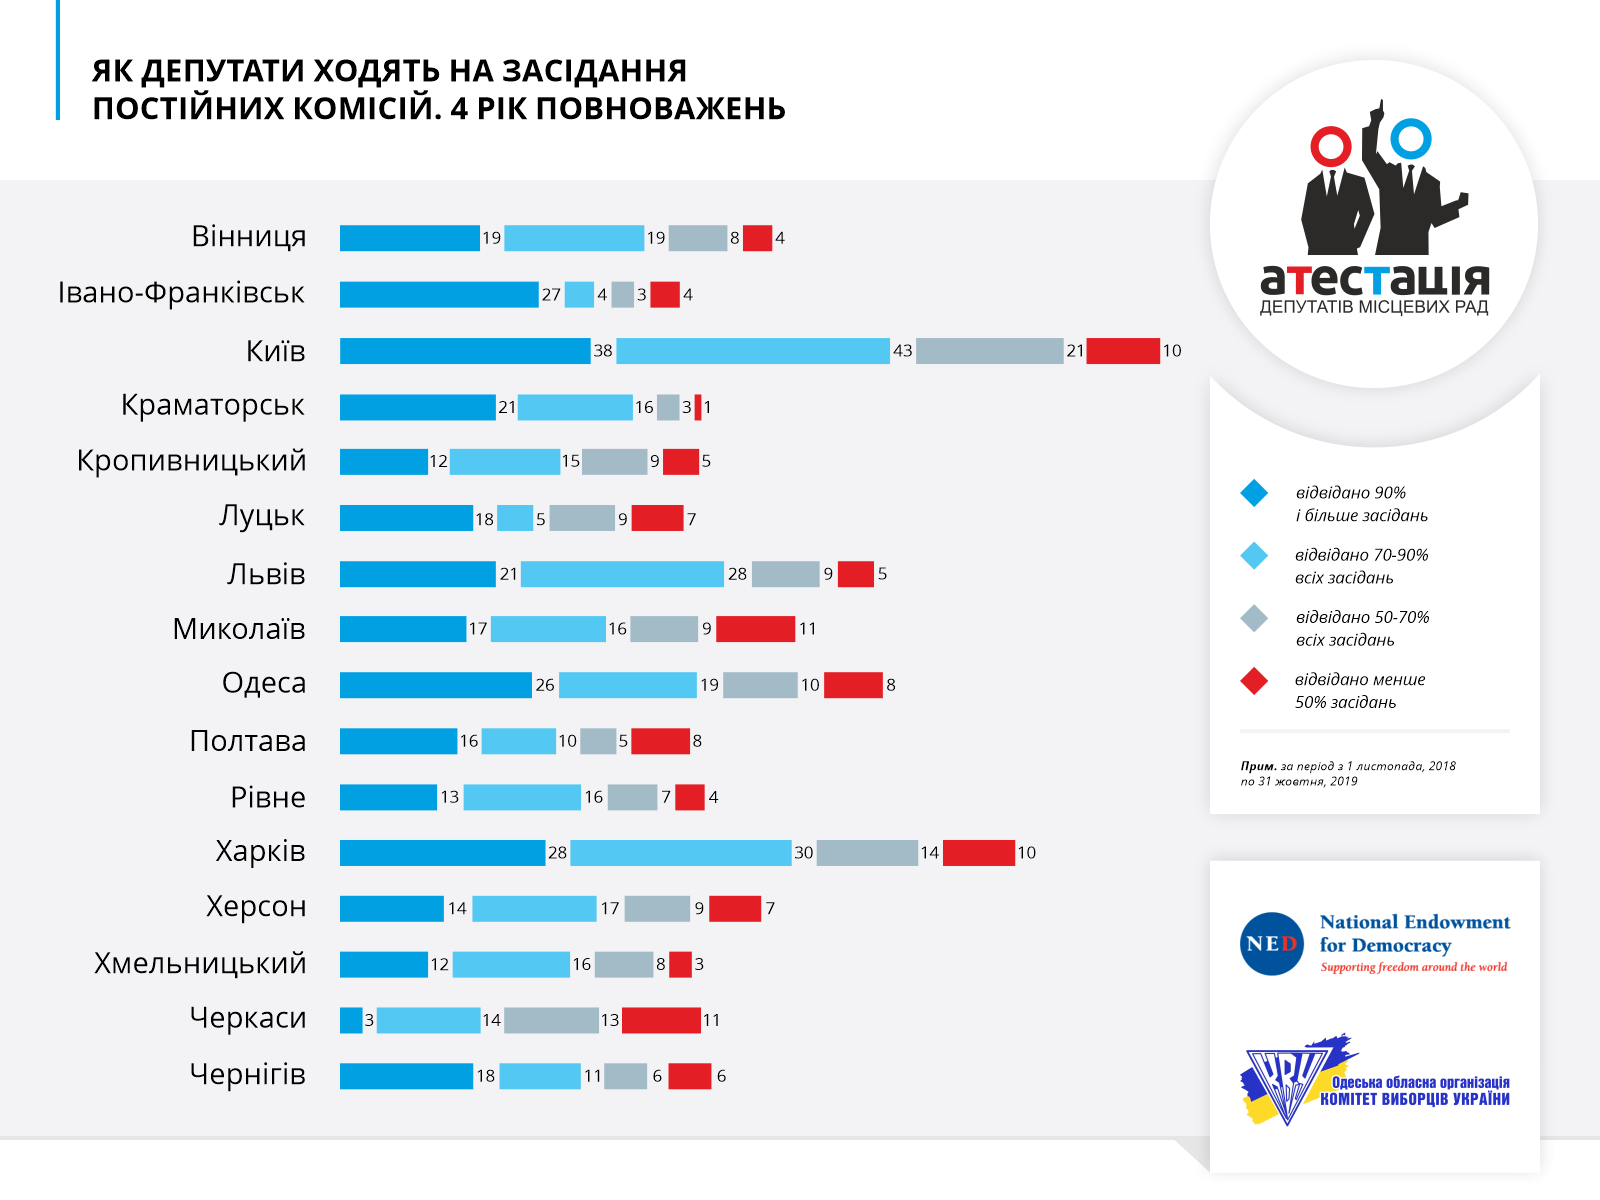 ЯК ДЕПУТАТИ ХОДЯТЬ НА ЗАСІДАННЯ
ПОСТІЙНИХ КОМІСІЙ. 4 РІК ПОВНОВАЖЕНЬ
Вінниця 19 19 8 4
Івано-Франківськ 27 4 3 4
Київ 38 43 21 10
Краматорськ 21 16 3 1
Кропивницький 12 15 9 5
Луцьк 18 5 9 7
Львів 21 28 9 5
Миколаїв 17 16 9 11
Одеса 26 19 10 8
Полтава 16 10 5 8
Рівне 13 16 7 4
Харків 28 30 14 10
Херсон 14 17 9 7
Хмельницький 12 16 8 3
Черкаси 3 14 13 11
Чернігів 18 11 6 6
атестація
ДЕПУТАТІВ МІСЦЕВИХ РАД
відвідано 90%
і більше засідань
відвідано 70-90%
всіх засідань
відвідано 50-70%
всіх засідань
відвідано менше
50% засідань
Прим. за період з 1 листопада, 2018
по 31 жовтня, 2019
NED
National Endowment
for Democracy
Supporting freedom around the world
КВУ
Одеська обласна організація
КОМІТЕТ ВИБОРЦІВ УКРАЇНИ